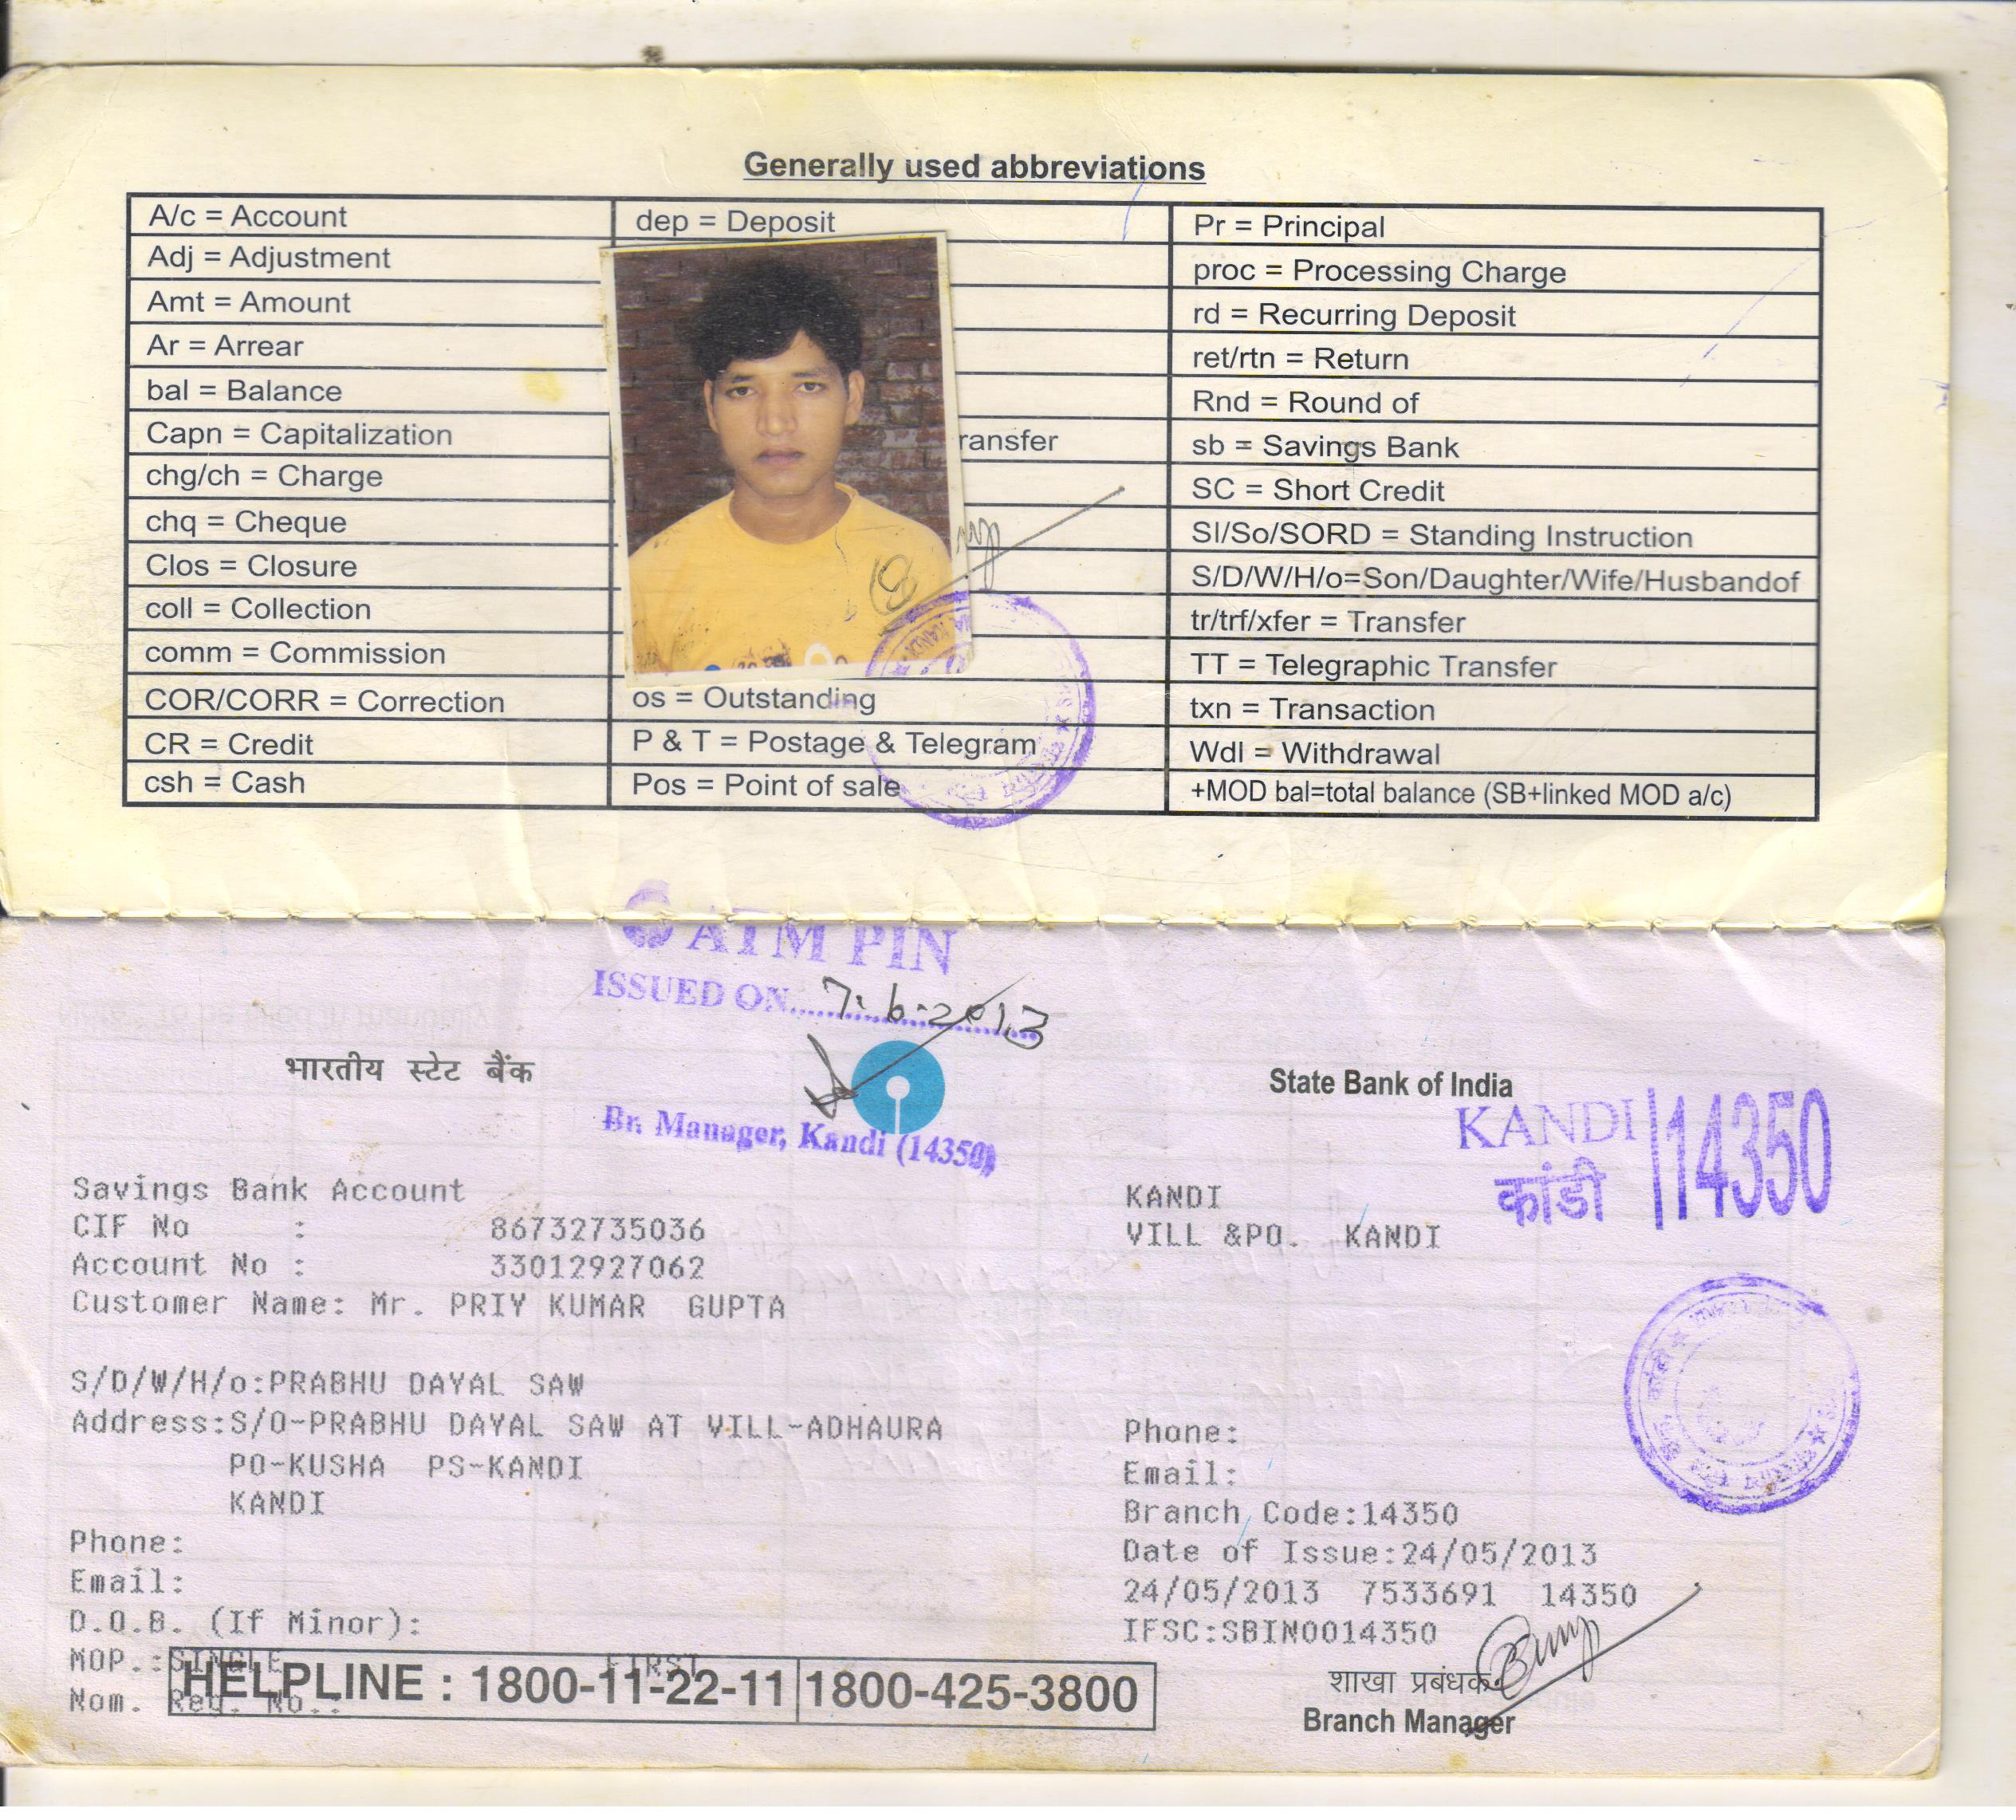 Generally used abbreviations
A/c = Account
Adj = Adjustment
Amt = Amount
Ar = Arrear
bal = Balance
Capn = Capitalization
chg/ch = Charge
chq = Cheque
Clos = Closure
coll = Collection
comm = Commission
COR/CORR = Correction
CR = Credit
csh = Cash
dep = Deposit
ransfer
os = Outstanding
P & T = Postage & Telegram
Pos = Point of sale
Pr = Principal
proc = Processing Charge
rd = Recurring Deposit
ret/rtn = Return
Rnd = Round of
sb = Savings Bank
SC = Short Credit
SI/So/SORD = Standing Instruction
S/D/W/H/o=Son/Daughter/Wife/Husbandof
tr/trf/xfer = Transfer
TT = Telegraphic Transfer
txn = Transaction
Wdl = Withdrawal
+MOD bal=total balance (SB+linked MOD a/c)
ATM PIN
ISSUED ON 7.6.2013
भारतीय स्टेट बैंक
State Bank of India
Br. Manager, Kandi (14350)
KANDI 14350
कांडी
Savings Bank Account
CIF No : 86732735036
Account No : 33012927062
Customer Name: Mr. PRIY KUMAR GUPTA
S/D/W/H/o:PRABHU DAYAL SAW
Address:S/O-PRABHU DAYAL SAW AT VILL-ADHAURA
PO-KUSHA PS-KANDI
KANDI
Phone:
Email:
D.O.B. (If Minor):
MOP.:SINGLE FIRST
Nom. Reg. No.:
HELPLINE : 1800-11-22-11 1800-425-3800
KANDI
VILL &PO. KANDI
Phone:
Email:
Branch Code:14350
Date of Issue:24/05/2013
24/05/2013 7533691 14350
IFSC:SBIN0014350
शाखा प्रबंधक
Branch Manager